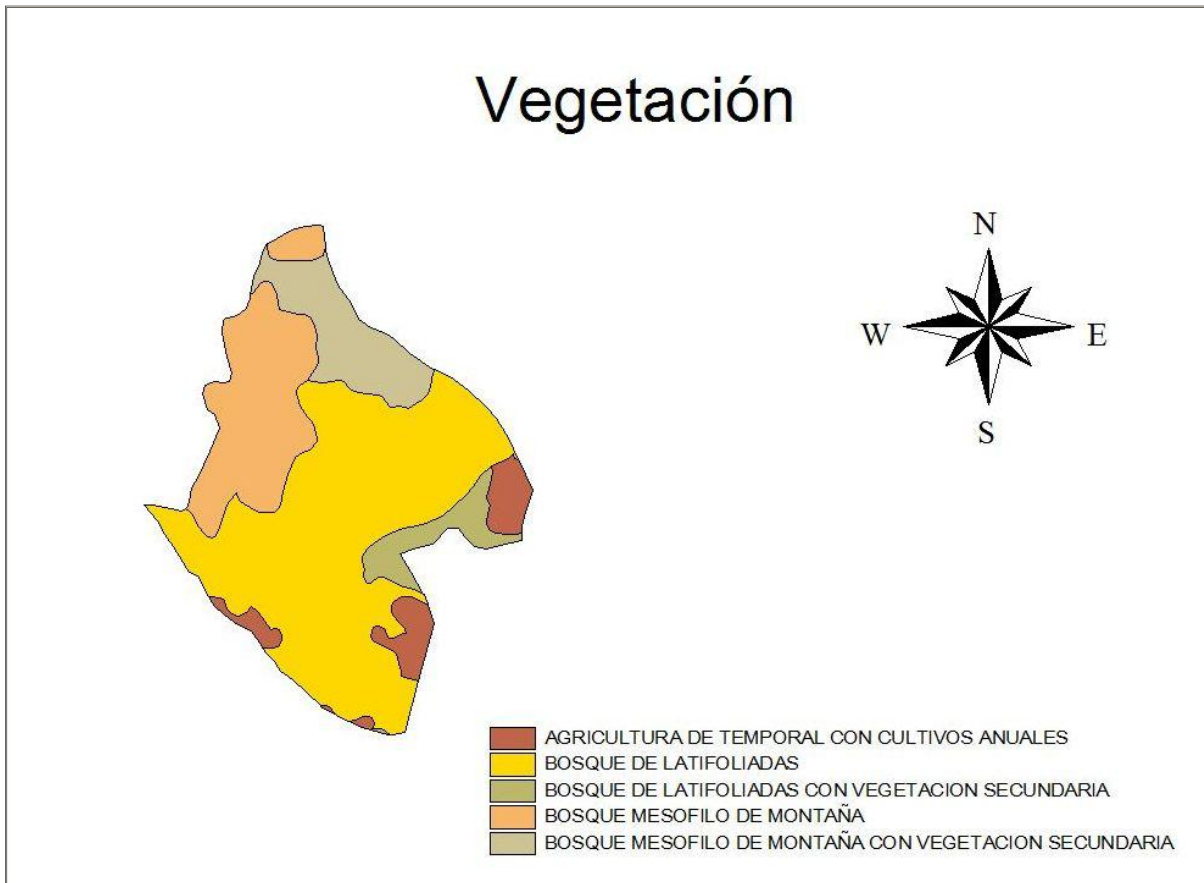 Vegetación
N
W
E
S
AGRICULTURA DE TEMPORAL CON CULTIVOS ANUALES
BOSQUE DE LATIFOLIADAS
BOSQUE DE LATIFOLIADAS CON VEGETACION SECUNDARIA
BOSQUE MESOFILO DE MONTAÑA
BOSQUE MESOFILO DE MONTAÑA CON VEGETACION SECUNDARIA